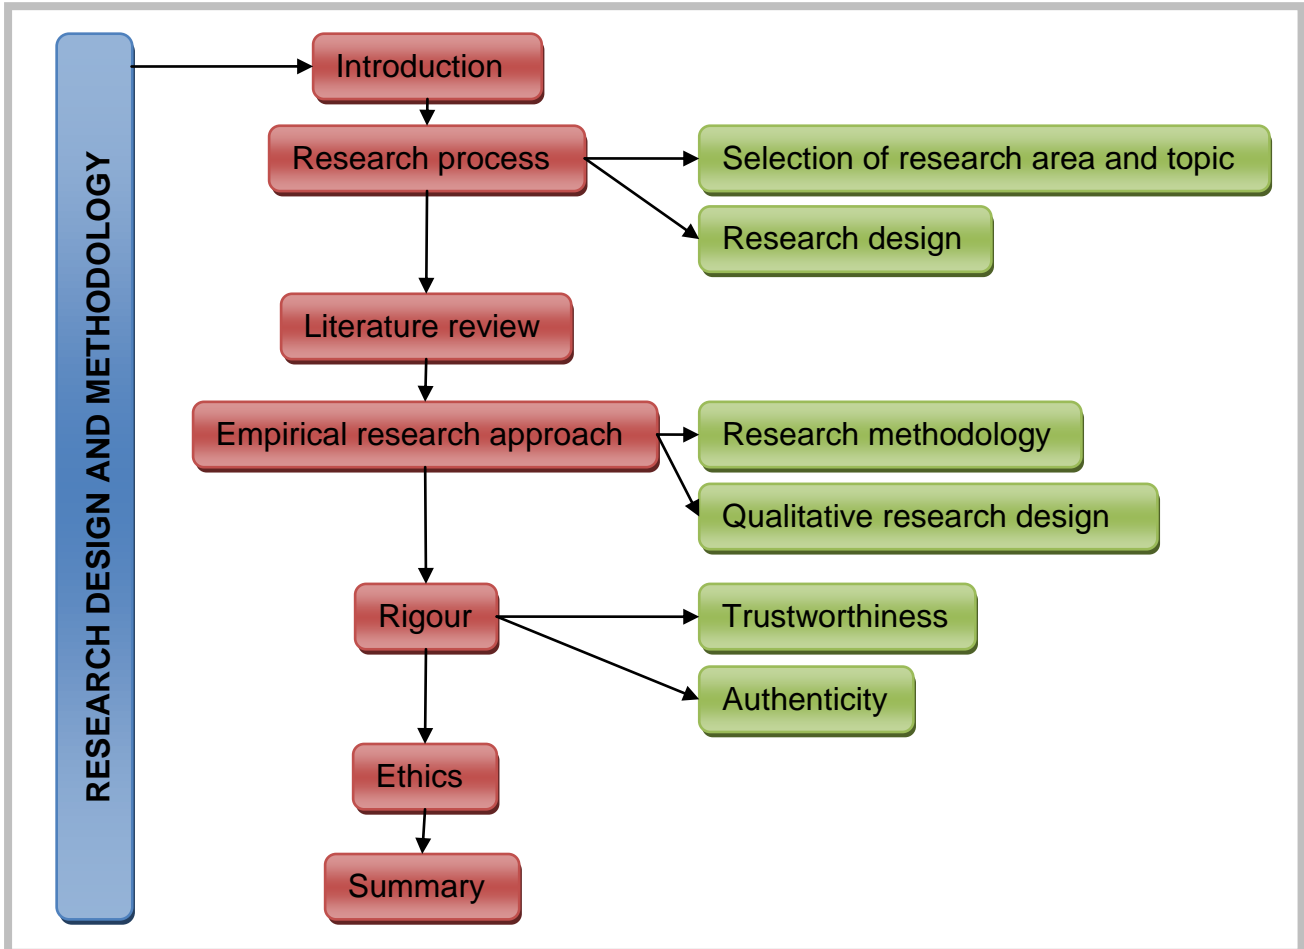 RESEARCH DESIGN AND METHODOLOGY
Introduction
Research process
Selection of research area and topic
Research design
Literature review
Empirical research approach
Research methodology
Qualitative research design
Rigour
Trustworthiness
Authenticity
Ethics
Summary